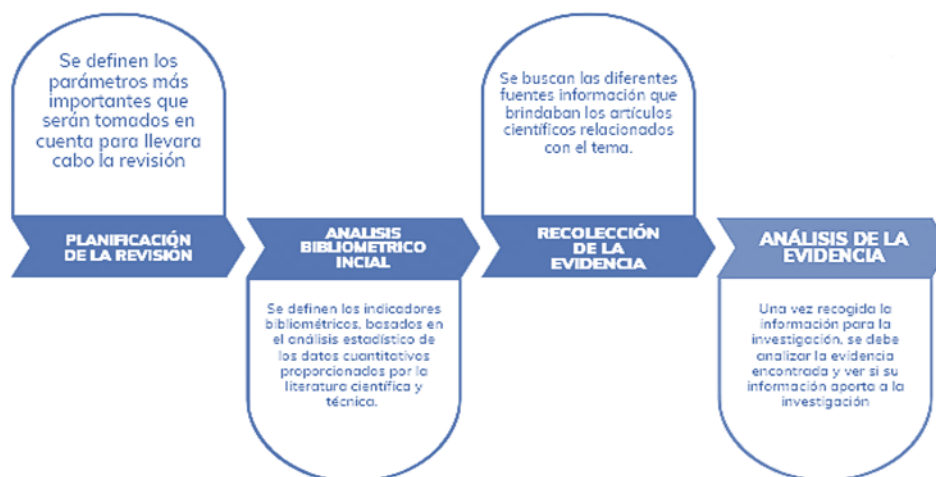 Se definen los
parámetros más
importantes que
serán tomados en
cuenta para llevara
cabo la revisión
PLANIFICACIÓN
DE LA REVISIÓN
ANALISIS
BIBLIOMETRICO
INCIAL
Se definen los indicadores
bibliométricos, basados en
el análisis estadístico de
los datos cuantitativos
proporcionados por la
literatura científica y
técnica.
Se buscan las diferentes
fuentes información que
brindaban los artículos
científicos relacionados
con el tema.
RECOLECCIÓN
DE LA
EVIDENCIA
ANÁLISIS DE LA
EVIDENCIA
Una vez recogida la
información para la
investigación, se debe
analizar la evidencia
encontrada y ver si su
información aporta a la
investigación